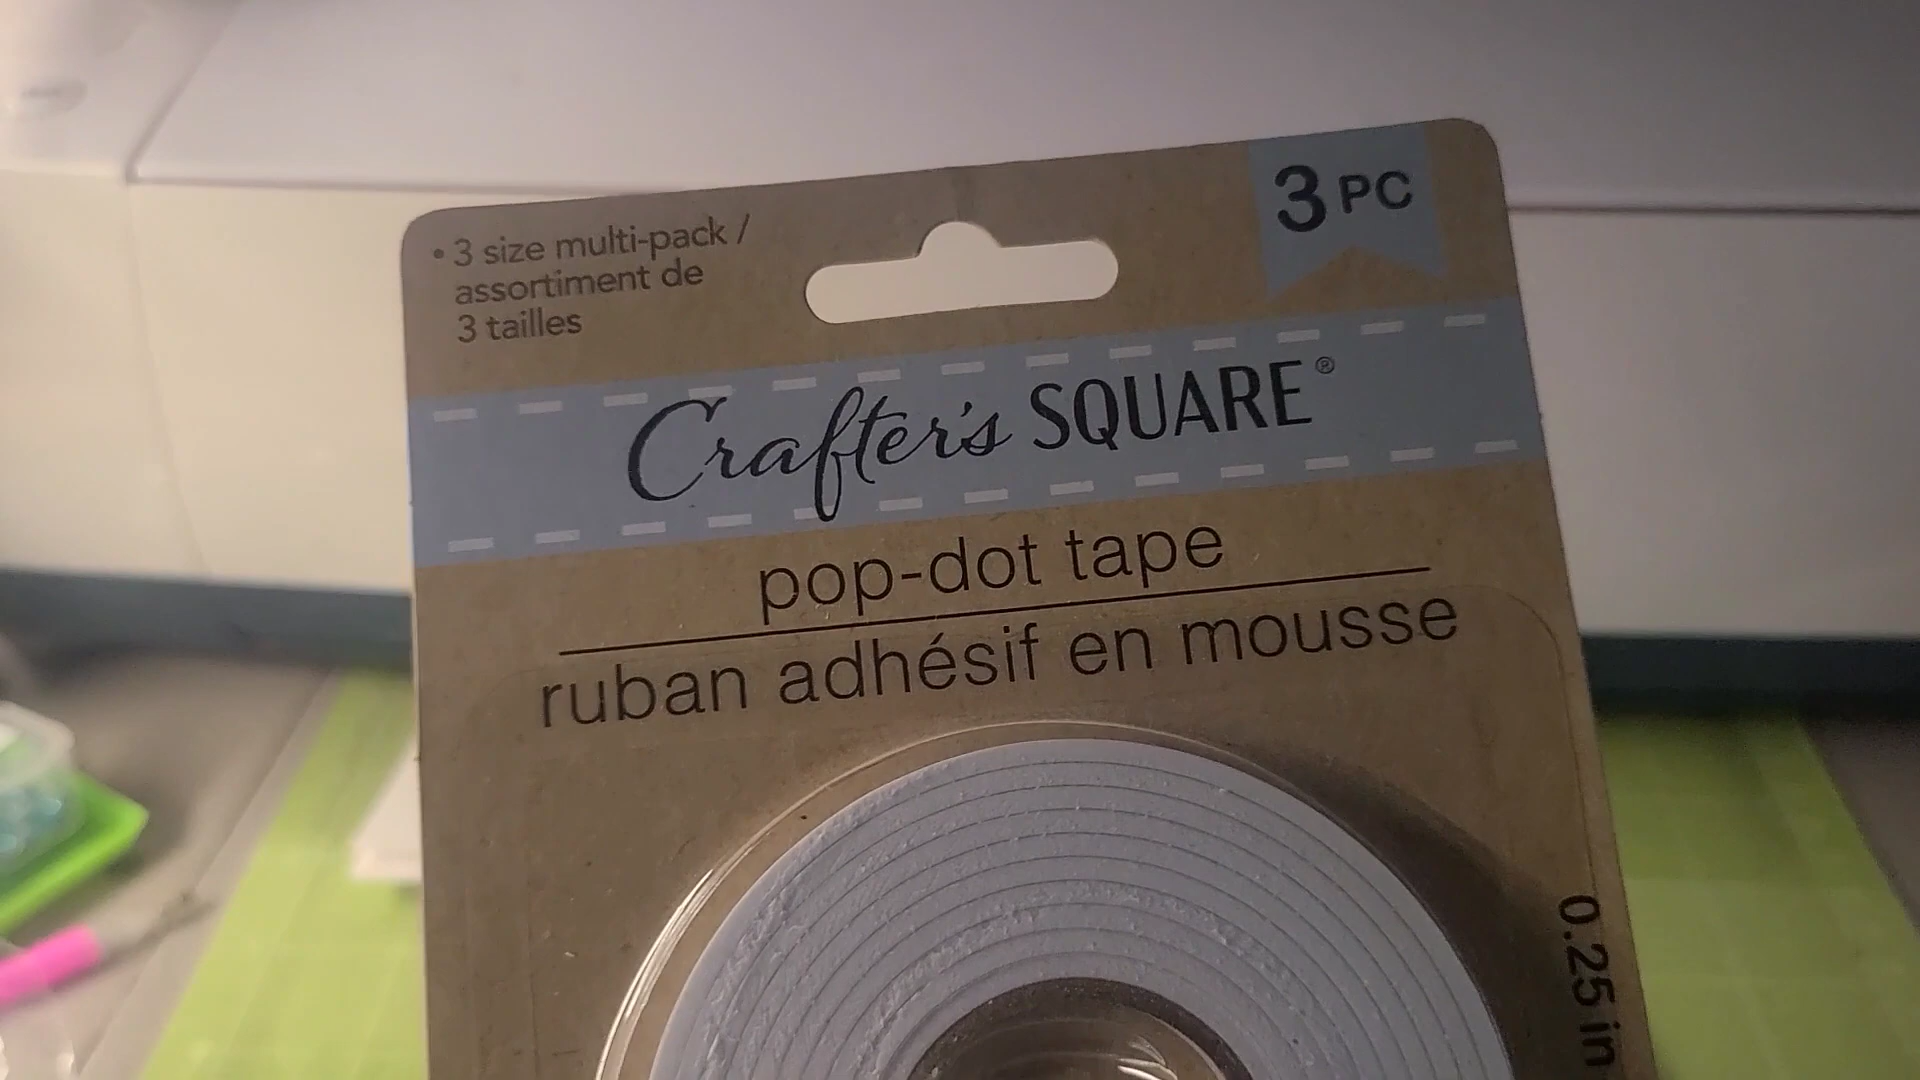 • 3 size multi-pack /
assortiment de
3 tailles
3 PC
Crafter's SQUARE®
pop-dot tape
ruban adhésif en mousse
0.25 in